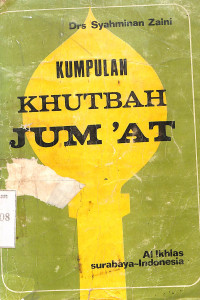 Drs Syahminan Zaini
KUMPULAN
KHUTBAH
JUM'AT
08
Al Ikhlas
surabaya-Indonesia